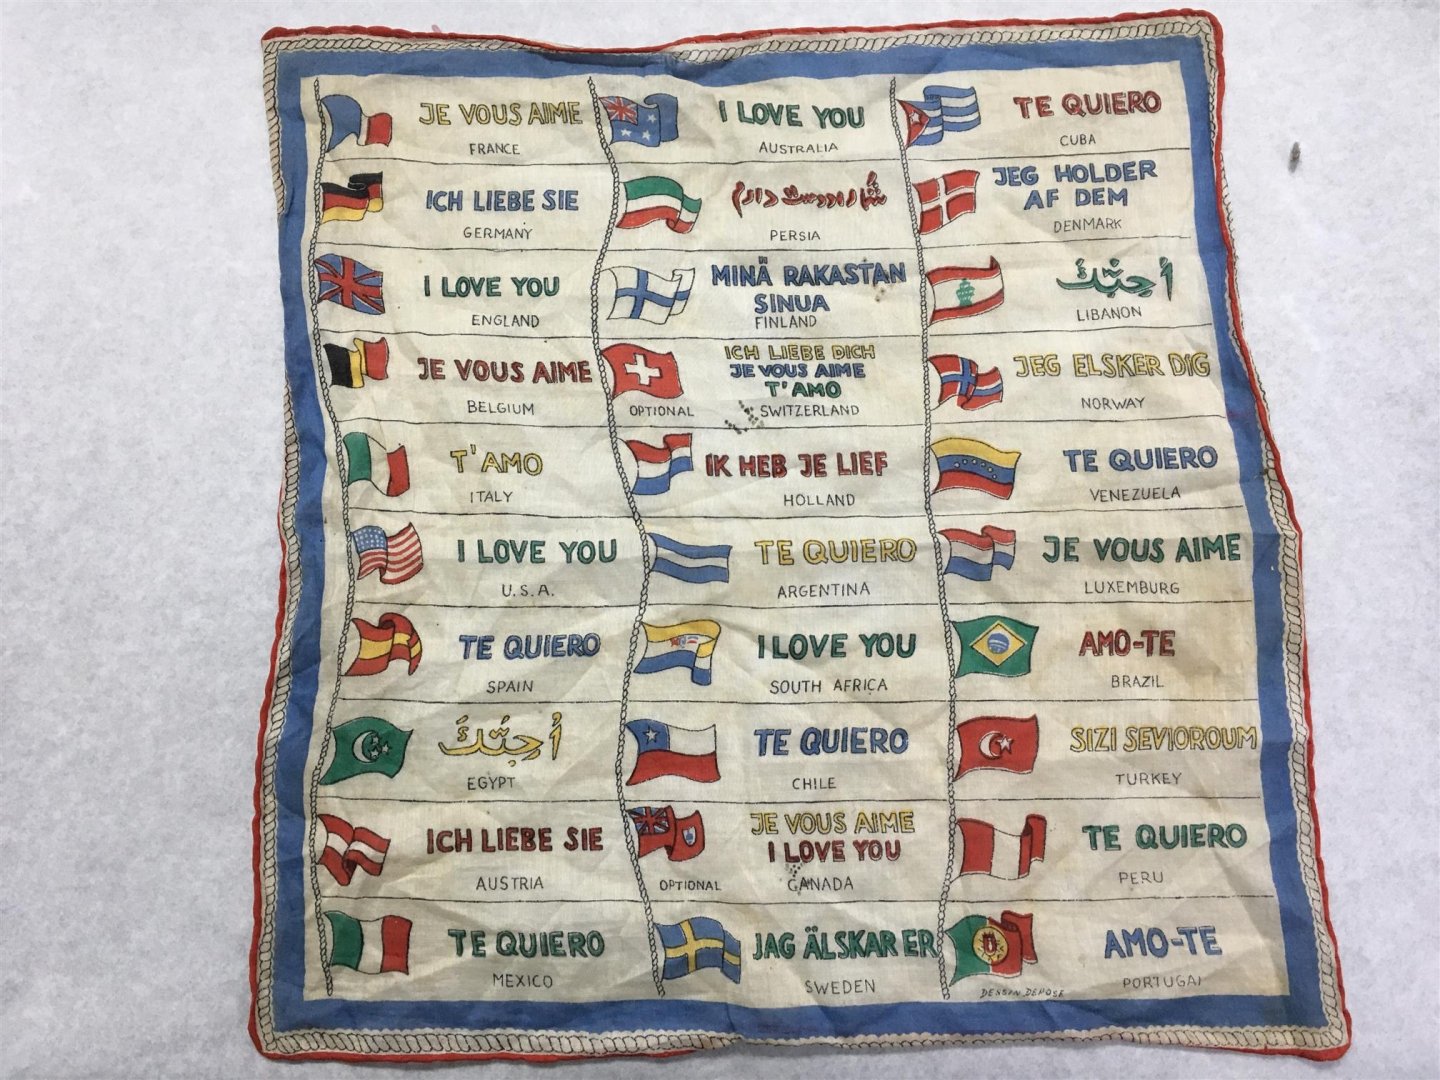 JE VOUS AIME
FRANCE
ICH LIEBE SIE
GERMANY
I LOVE YOU
ENGLAND
JE VOUS AIME
BELGIUM
T'AMO
ITALY
I LOVE YOU
U.S.A.
TE QUIERO
SPAIN
أُحِبُّكَ
EGYPT
ICH LIEBE SIE
AUSTRIA
TE QUIERO
MEXICO
I LOVE YOU
AUSTRALIA
PERSIA
MINÄ RAKASTAN
SINUA
FINLAND
ICH LIEBE DICH
JE VOUS AIME
T'AMO
OPTIONAL SWITZERLAND
IK HEB JE LIEF
HOLLAND
TE QUIERO
ARGENTINA
I LOVE YOU
SOUTH AFRICA
TE QUIERO
CHILE
JE VOUS AIME
I LOVE YOU
OPTIONAL CANADA
JAG ÄLSKAR ER
SWEDEN
TE QUIERO
CUBA
JEG HOLDER
AF DEM
DENMARK
أُحِبُّكَ
LIBANON
JEG ELSKER DIG
NORWAY
TE QUIERO
VENEZUELA
JE VOUS AIME
LUXEMBURG
AMO-TE
BRAZIL
SIZI SEVIOROUM
TURKEY
TE QUIERO
PERU
AMO-TE
PORTUGAL
DESSIN DEPOSE